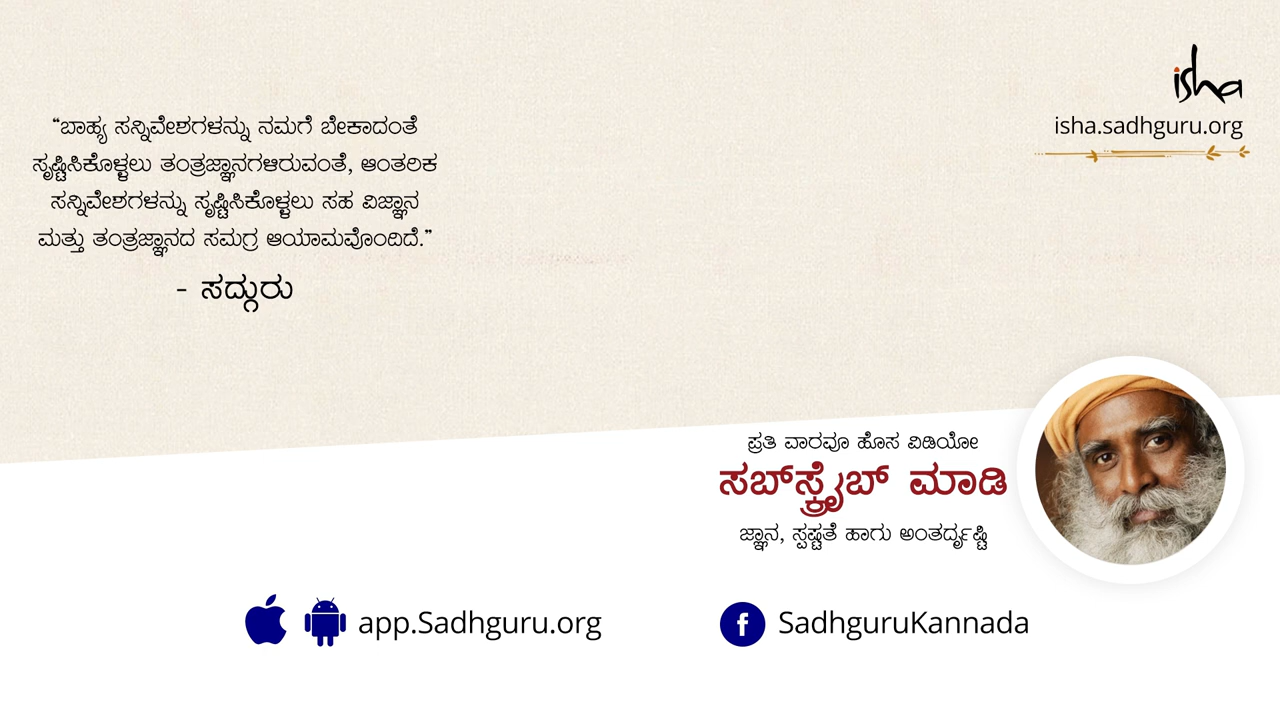 isha
isha.sadhguru.org
“ಬಾಹ್ಯ ಸನ್ನಿವೇಶಗಳನ್ನು ನಮಗೆ ಬೇಕಾದಂತೆ
ಸೃಷ್ಟಿಸಿಕೊಳ್ಳಲು ತಂತ್ರಜ್ಞಾನಗಳಿರುವಂತೆ, ಆಂತರಿಕ
ಸನ್ನಿವೇಶಗಳನ್ನು ಸೃಷ್ಟಿಸಿಕೊಳ್ಳಲು ಸಹ ವಿಜ್ಞಾನ
ಮತ್ತು ತಂತ್ರಜ್ಞಾನದ ಸಮಗ್ರ ಆಯಾಮವೊಂದಿದೆ.”
- ಸದ್ಗುರು
ಪ್ರತಿ ವಾರವೂ ಹೊಸ ವಿಡಿಯೋ
ಸಬ್‌ಸ್ಕ್ರೈಬ್ ಮಾಡಿ
ಜ್ಞಾನ, ಸ್ಪಷ್ಟತೆ ಹಾಗು ಅಂತರ್ದೃಷ್ಟಿ
app.Sadhguru.org
SadhguruKannada